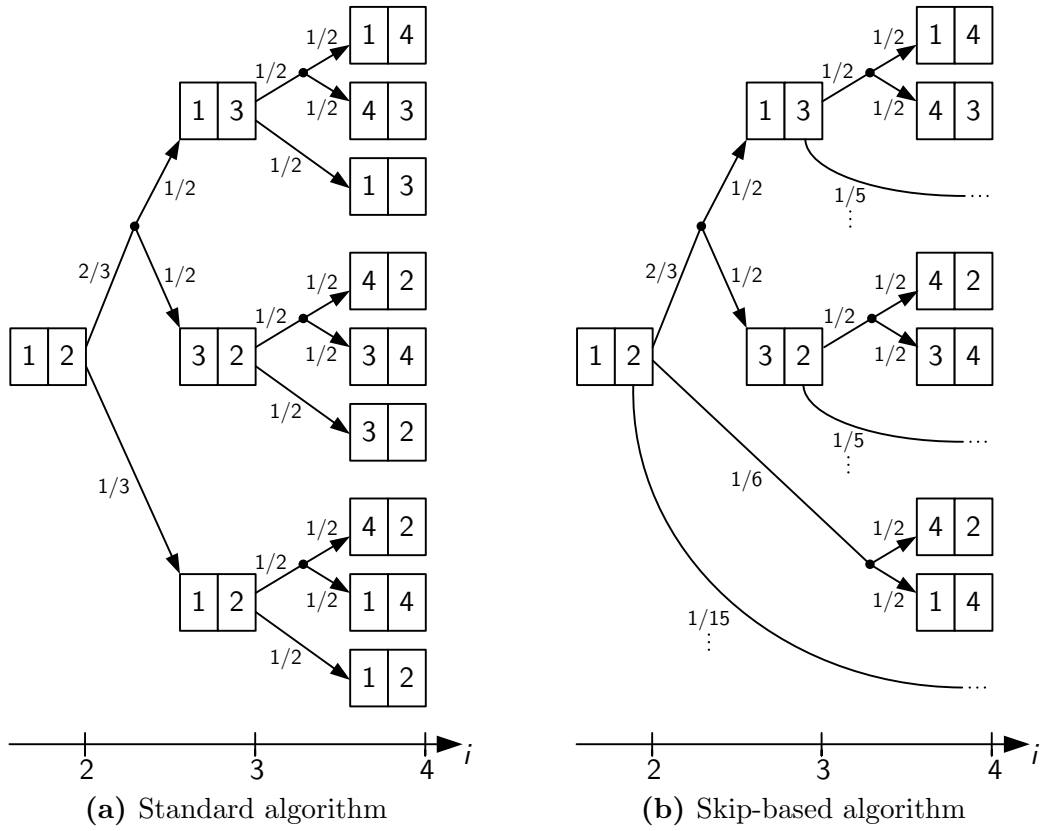 1/2 1 4
1/2
1/2 4 3
1 3
1/2 1/2 1 3
2/3
1/2 1/2 4 2
1/2
1/2 3 4
1 2 3 2
1/2 3 2
1/3
1/2 4 2
1/2
1/2 1 4
1 2
1/2 1 2
2 3 4 i
(a) Standard algorithm
1/2 1 4
1/2
1/2 4 3
1 3
1/2 1/5 ...
⋮
2/3
1/2 1/2 4 2
1/2
1/2 3 4
1 2 3 2
1/5 ...
⋮
1/6
1/2 4 2
1/2 1 4
1/15 ...
⋮
2 3 4 i
(b) Skip-based algorithm